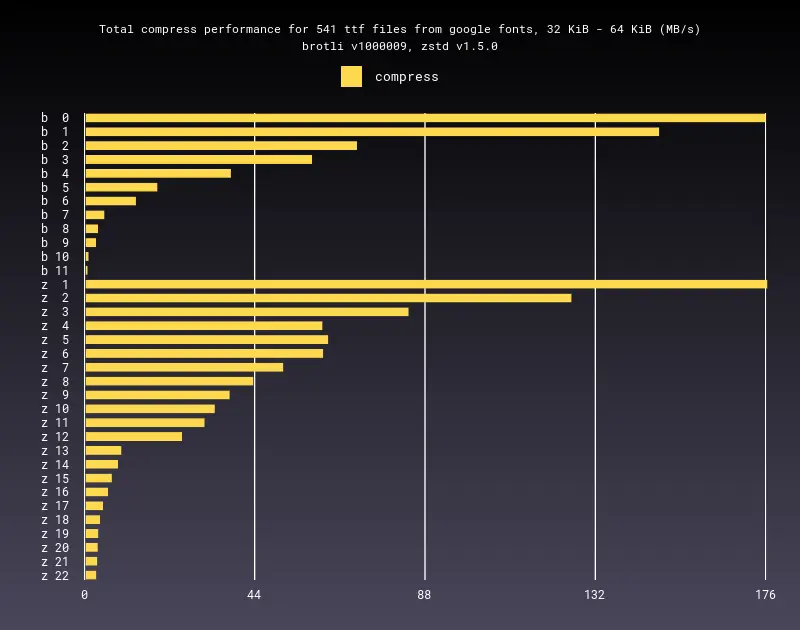 Total compress performance for 541 ttf files from google fonts, 32 KiB - 64 KiB (MB/s)
brotli v1000009, zstd v1.5.0
compress
b 0
b 1
b 2
b 3
b 4
b 5
b 6
b 7
b 8
b 9
b 10
b 11
z 1
z 2
z 3
z 4
z 5
z 6
z 7
z 8
z 9
z 10
z 11
z 12
z 13
z 14
z 15
z 16
z 17
z 18
z 19
z 20
z 21
z 22
0 44 88 132 176